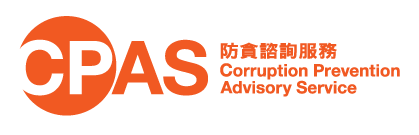 CPAS
防貪諮詢服務
Corruption Prevention
Advisory Service